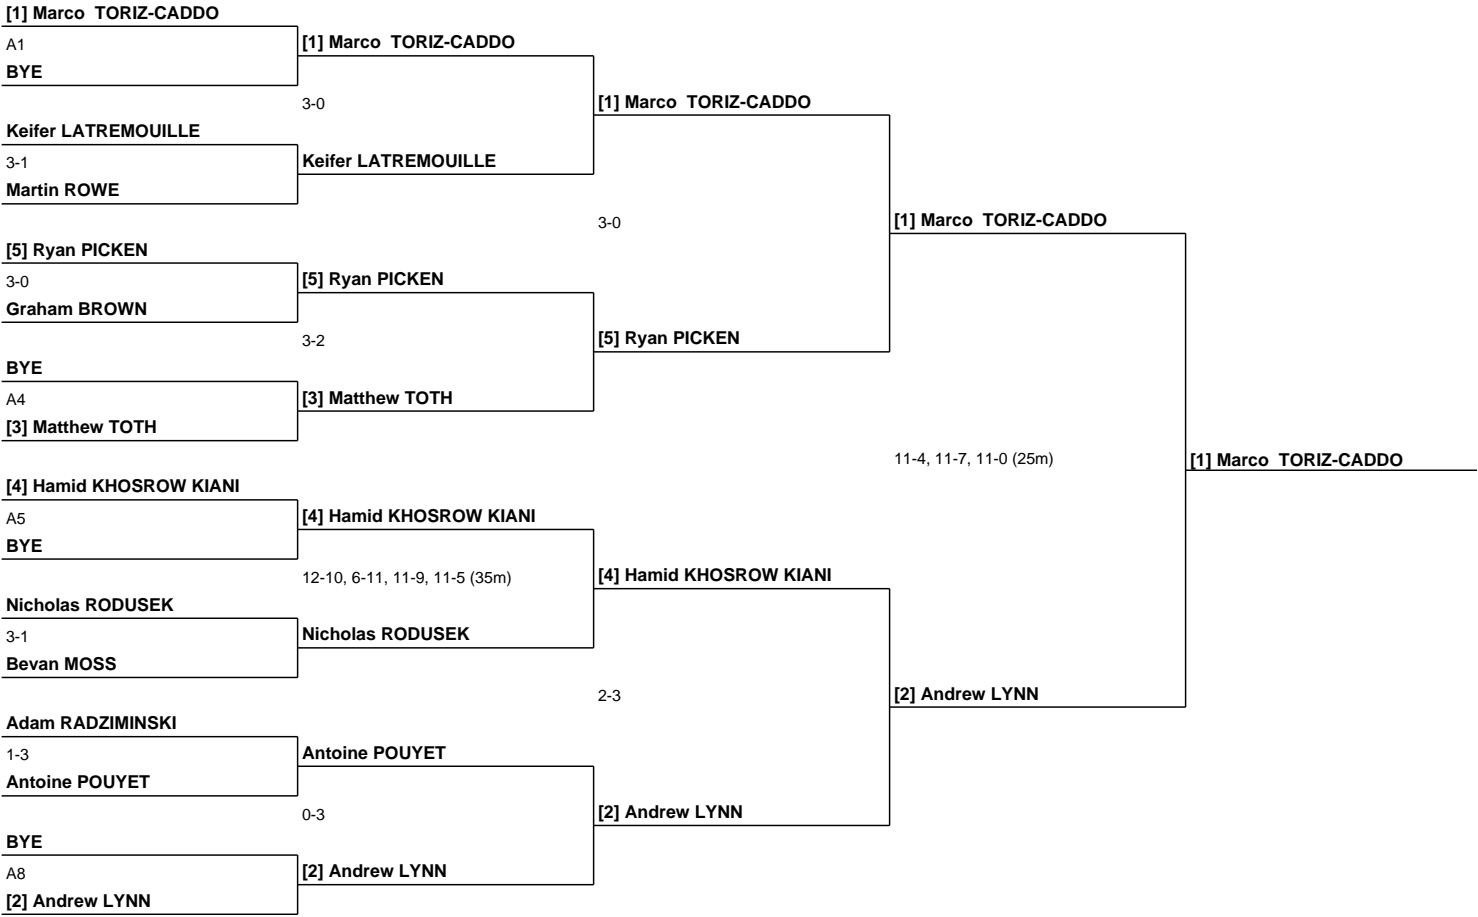 [1] Marco  TORIZ-CADDO
A1
BYE
Keifer LATREMOUILLE
3-1
Martin ROWE
[5] Ryan PICKEN
3-0
Graham BROWN
BYE
A4
[3] Matthew TOTH
[4] Hamid KHOSROW KIANI
A5
BYE
Nicholas RODUSEK
3-1
Bevan MOSS
Adam RADZIMINSKI
1-3
Antoine POUYET
BYE
A8
[2] Andrew LYNN
[1] Marco  TORIZ-CADDO
3-0
Keifer LATREMOUILLE
[5] Ryan PICKEN
3-2
[3] Matthew TOTH
[4] Hamid KHOSROW KIANI
12-10, 6-11, 11-9, 11-5 (35m)
Nicholas RODUSEK
Antoine POUYET
0-3
[2] Andrew LYNN
[1] Marco  TORIZ-CADDO
3-0
[5] Ryan PICKEN
[4] Hamid KHOSROW KIANI
2-3
[2] Andrew LYNN
[1] Marco  TORIZ-CADDO
11-4, 11-7, 11-0 (25m)
[2] Andrew LYNN
[1] Marco  TORIZ-CADDO